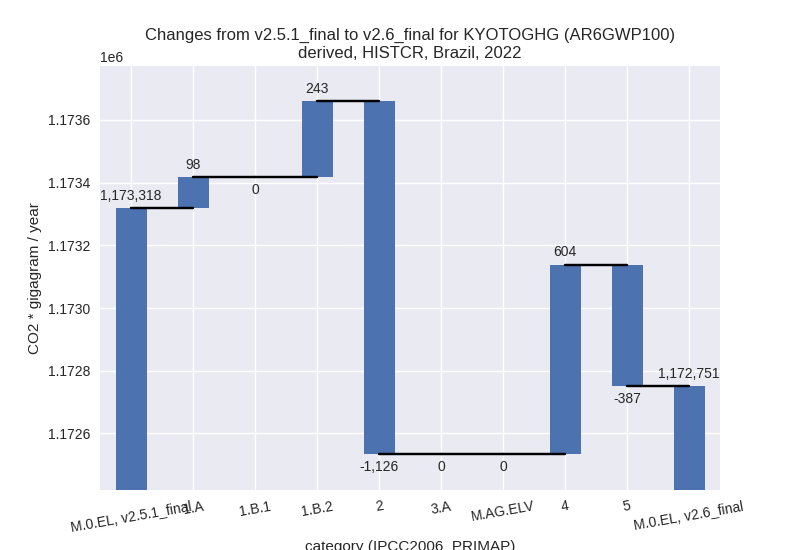 Changes from v2.5.1_final to v2.6_final for KYOTOGHG (AR6GWP100)
derived, HISTCR, Brazil, 2022
1e6
CO2 * gigagram / year
1.1736
1.1734
1.1732
1.1730
1.1728
1.1726
1,173,318
98
0
243
-1,126
0
0
604
-387
1,172,751
M.0.EL, v2.5.1_final
1.A
1.B.1
1.B.2
2
3.A
M.AG.ELV
4
5
M.0.EL, v2.6_final
category (IPCC2006_PRIMAP)